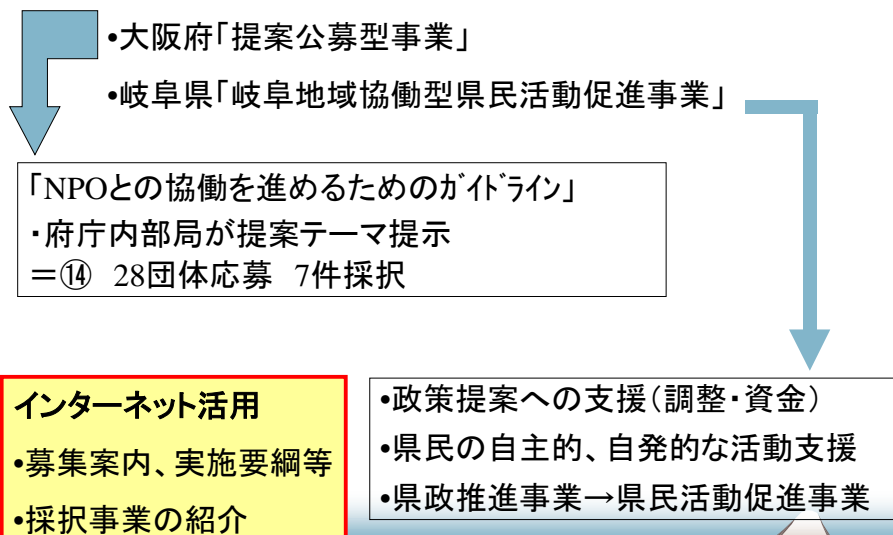 •大阪府「提案公募型事業」
•岐阜県「岐阜地域協働型県民活動促進事業」
「NPOとの協働を進めるためのｶﾞｲﾄﾞﾗｲﾝ」
・府庁内部局が提案テーマ提示
＝⑭　28団体応募　7件採択
インターネット活用
•募集案内、実施要綱等
•採択事業の紹介
•政策提案への支援（調整・資金）
•県民の自主的、自発的な活動支援
•県政推進事業→県民活動促進事業